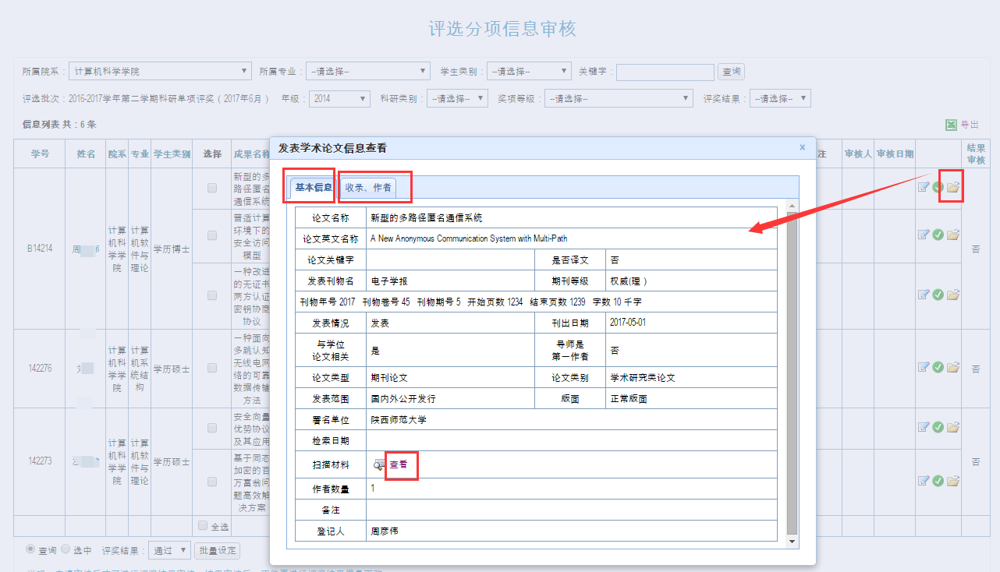 评选分项信息审核
所属院系：计算机科学学院 所属专业：--请选择-- 学生类别：--请选择-- 关键字： 查询
评选批次：2016-2017学年第二学期科研单项评奖（2017年6月） 年级：2014 科研类别：--请选择-- 奖项等级：--请选择-- 评奖结果：--请选择--
信息列表 共：6 条 导出
学号 姓名 院系 专业 学生类别 选择 成果名称 注 审核人 审核日期 结果审核
B14214 周 计算机科学学院 计算机软件与理论 学历博士 否
新型的多路径匿名通信系统
普适计算环境下的安全访问模型
一种改进的无证书两方认证密钥协商协议
142276 计算机科学学院 计算机系统结构 学历硕士 否
一种面向多跳认知无线电网络的可靠数据传输方法
142273 计算机科学学院 计算机软件与理论 学历硕士 否
安全向量优势协议及其应用
基于同态加密的百万富翁问题高效解决方案
全选
查询 选中 评奖结果：通过 批量设定
发表学术论文信息查看 ×
基本信息 收录、作者
论文名称 新型的多路径匿名通信系统
论文英文名称 A New Anonymous Communication System with Multi-Path
论文关键字 是否译文 否
发表刊物名 电子学报 期刊等级 权威(理 )
刊物年号 2017 刊物卷号 45 刊物期号 5 开始页数 1234 结束页数 1239 字数 10 千字
发表情况 发表 刊出日期 2017-05-01
与学位论文相关 是 导师是第一作者 否
论文类型 期刊论文 论文类别 学术研究类论文
发表范围 国内外公开发行 版面 正常版面
署名单位 陕西师范大学
检索日期
扫描材料 查看
作者数量 1
备注
登记人 周彦伟